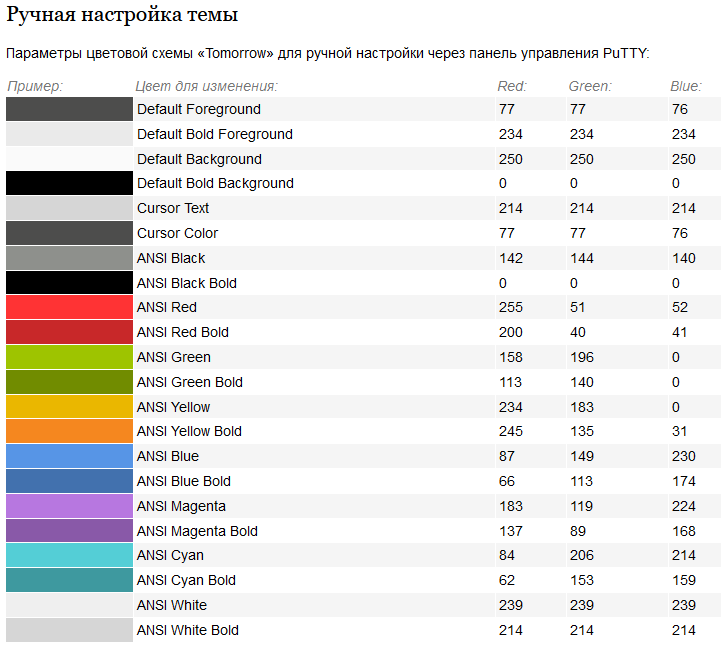 Ручная настройка темы
Параметры цветовой схемы «Tomorrow» для ручной настройки через панель управления PuTTY:
Пример: Цвет для изменения: Red: Green: Blue:
Default Foreground 77 77 76
Default Bold Foreground 234 234 234
Default Background 250 250 250
Default Bold Background 0 0 0
Cursor Text 214 214 214
Cursor Color 77 77 76
ANSI Black 142 144 140
ANSI Black Bold 0 0 0
ANSI Red 255 51 52
ANSI Red Bold 200 40 41
ANSI Green 158 196 0
ANSI Green Bold 113 140 0
ANSI Yellow 234 183 0
ANSI Yellow Bold 245 135 31
ANSI Blue 87 149 230
ANSI Blue Bold 66 113 174
ANSI Magenta 183 119 224
ANSI Magenta Bold 137 89 168
ANSI Cyan 84 206 214
ANSI Cyan Bold 62 153 159
ANSI White 239 239 239
ANSI White Bold 214 214 214